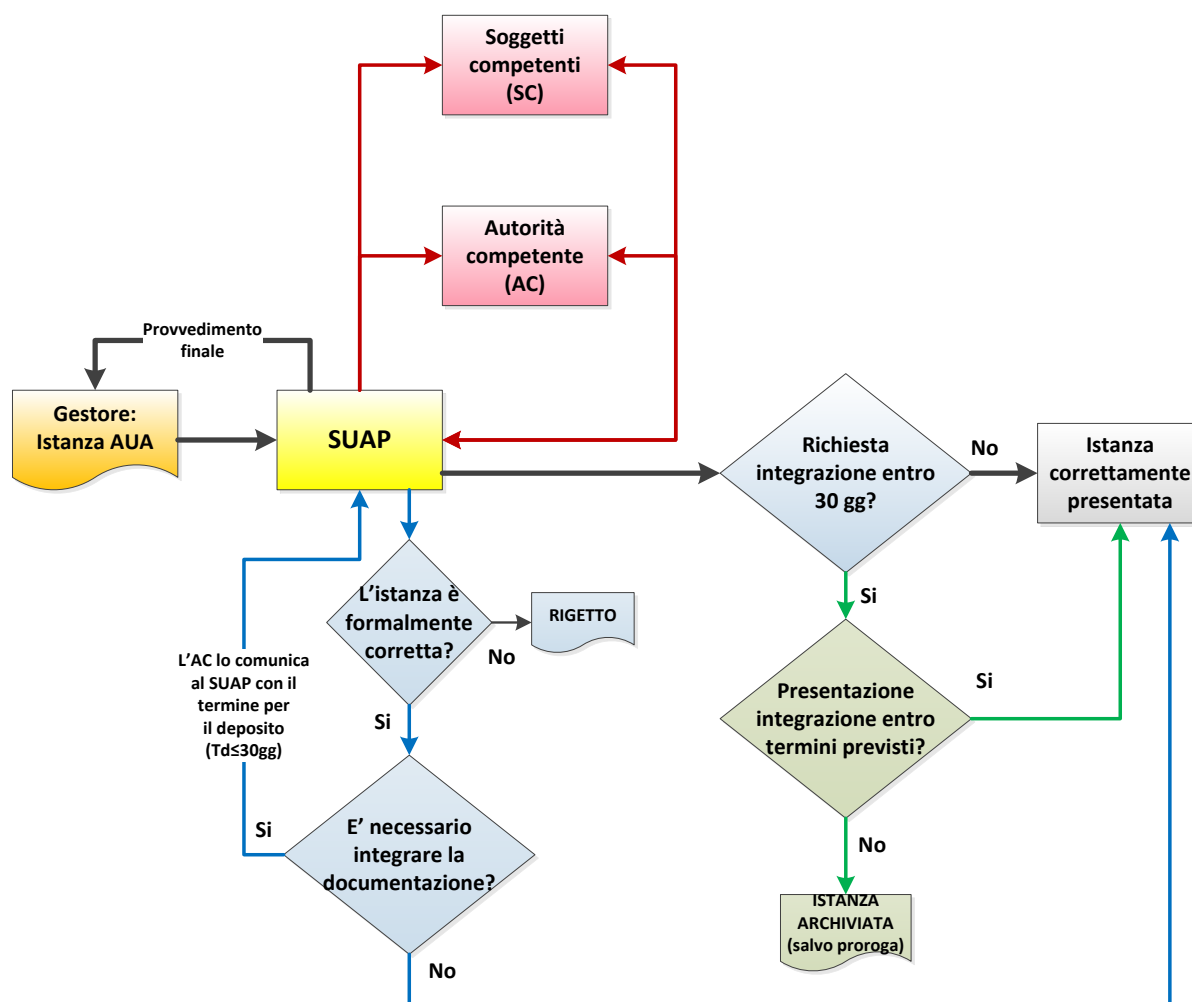 Soggetti
competenti
(SC)
Autorità
competente
(AC)
Provvedimento
finale
Gestore:
Istanza AUA
SUAP
Richiesta
integrazione entro
30 gg?
No
Istanza
correttamente
presentata
Si
L'istanza è
formalmente
corretta?
No
RIGETTO
L'AC lo comunica
al SUAP con il
termine per
il deposito
(Td≤30gg)
Si
Presentazione
integrazione entro
termini previsti?
Si
E' necessario
integrare la
documentazione?
Si
No
No
ISTANZA
ARCHIVIATA
(salvo proroga)